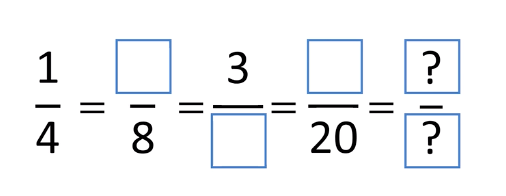 1/4 = □/8 = 3/□ = □/20 = ?/?